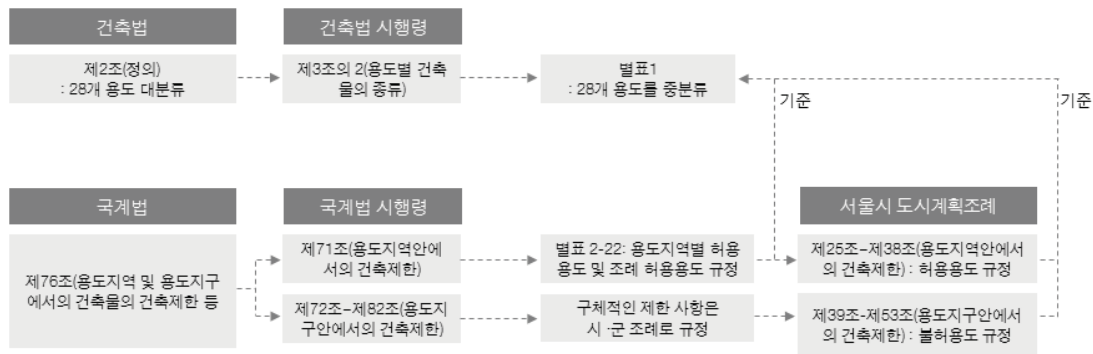 건축법
건축법 시행령
제2조(정의)
: 28개 용도 대분류
제3조의 2(용도별 건축
물의 종류)
별표1
: 28개 용도를 중분류
기준
기준
국계법
국계법 시행령
서울시 도시계획조례
제76조(용도지역 및 용도지구
에서의 건축물의 건축제한 등
제71조(용도지역안에
서의 건축제한)
별표 2-22: 용도지역별 허용
용도 및 조례 허용용도 규정
제25조-제38조(용도지역안에서
의 건축제한) : 허용용도 규정
제72조-제82조(용도지
구안에서의 건축제한)
구체적인 제한 사항은
시 ·군 조례로 규정
제39조-제53조(용도지구안에서
의 건축제한) : 불허용도 규정